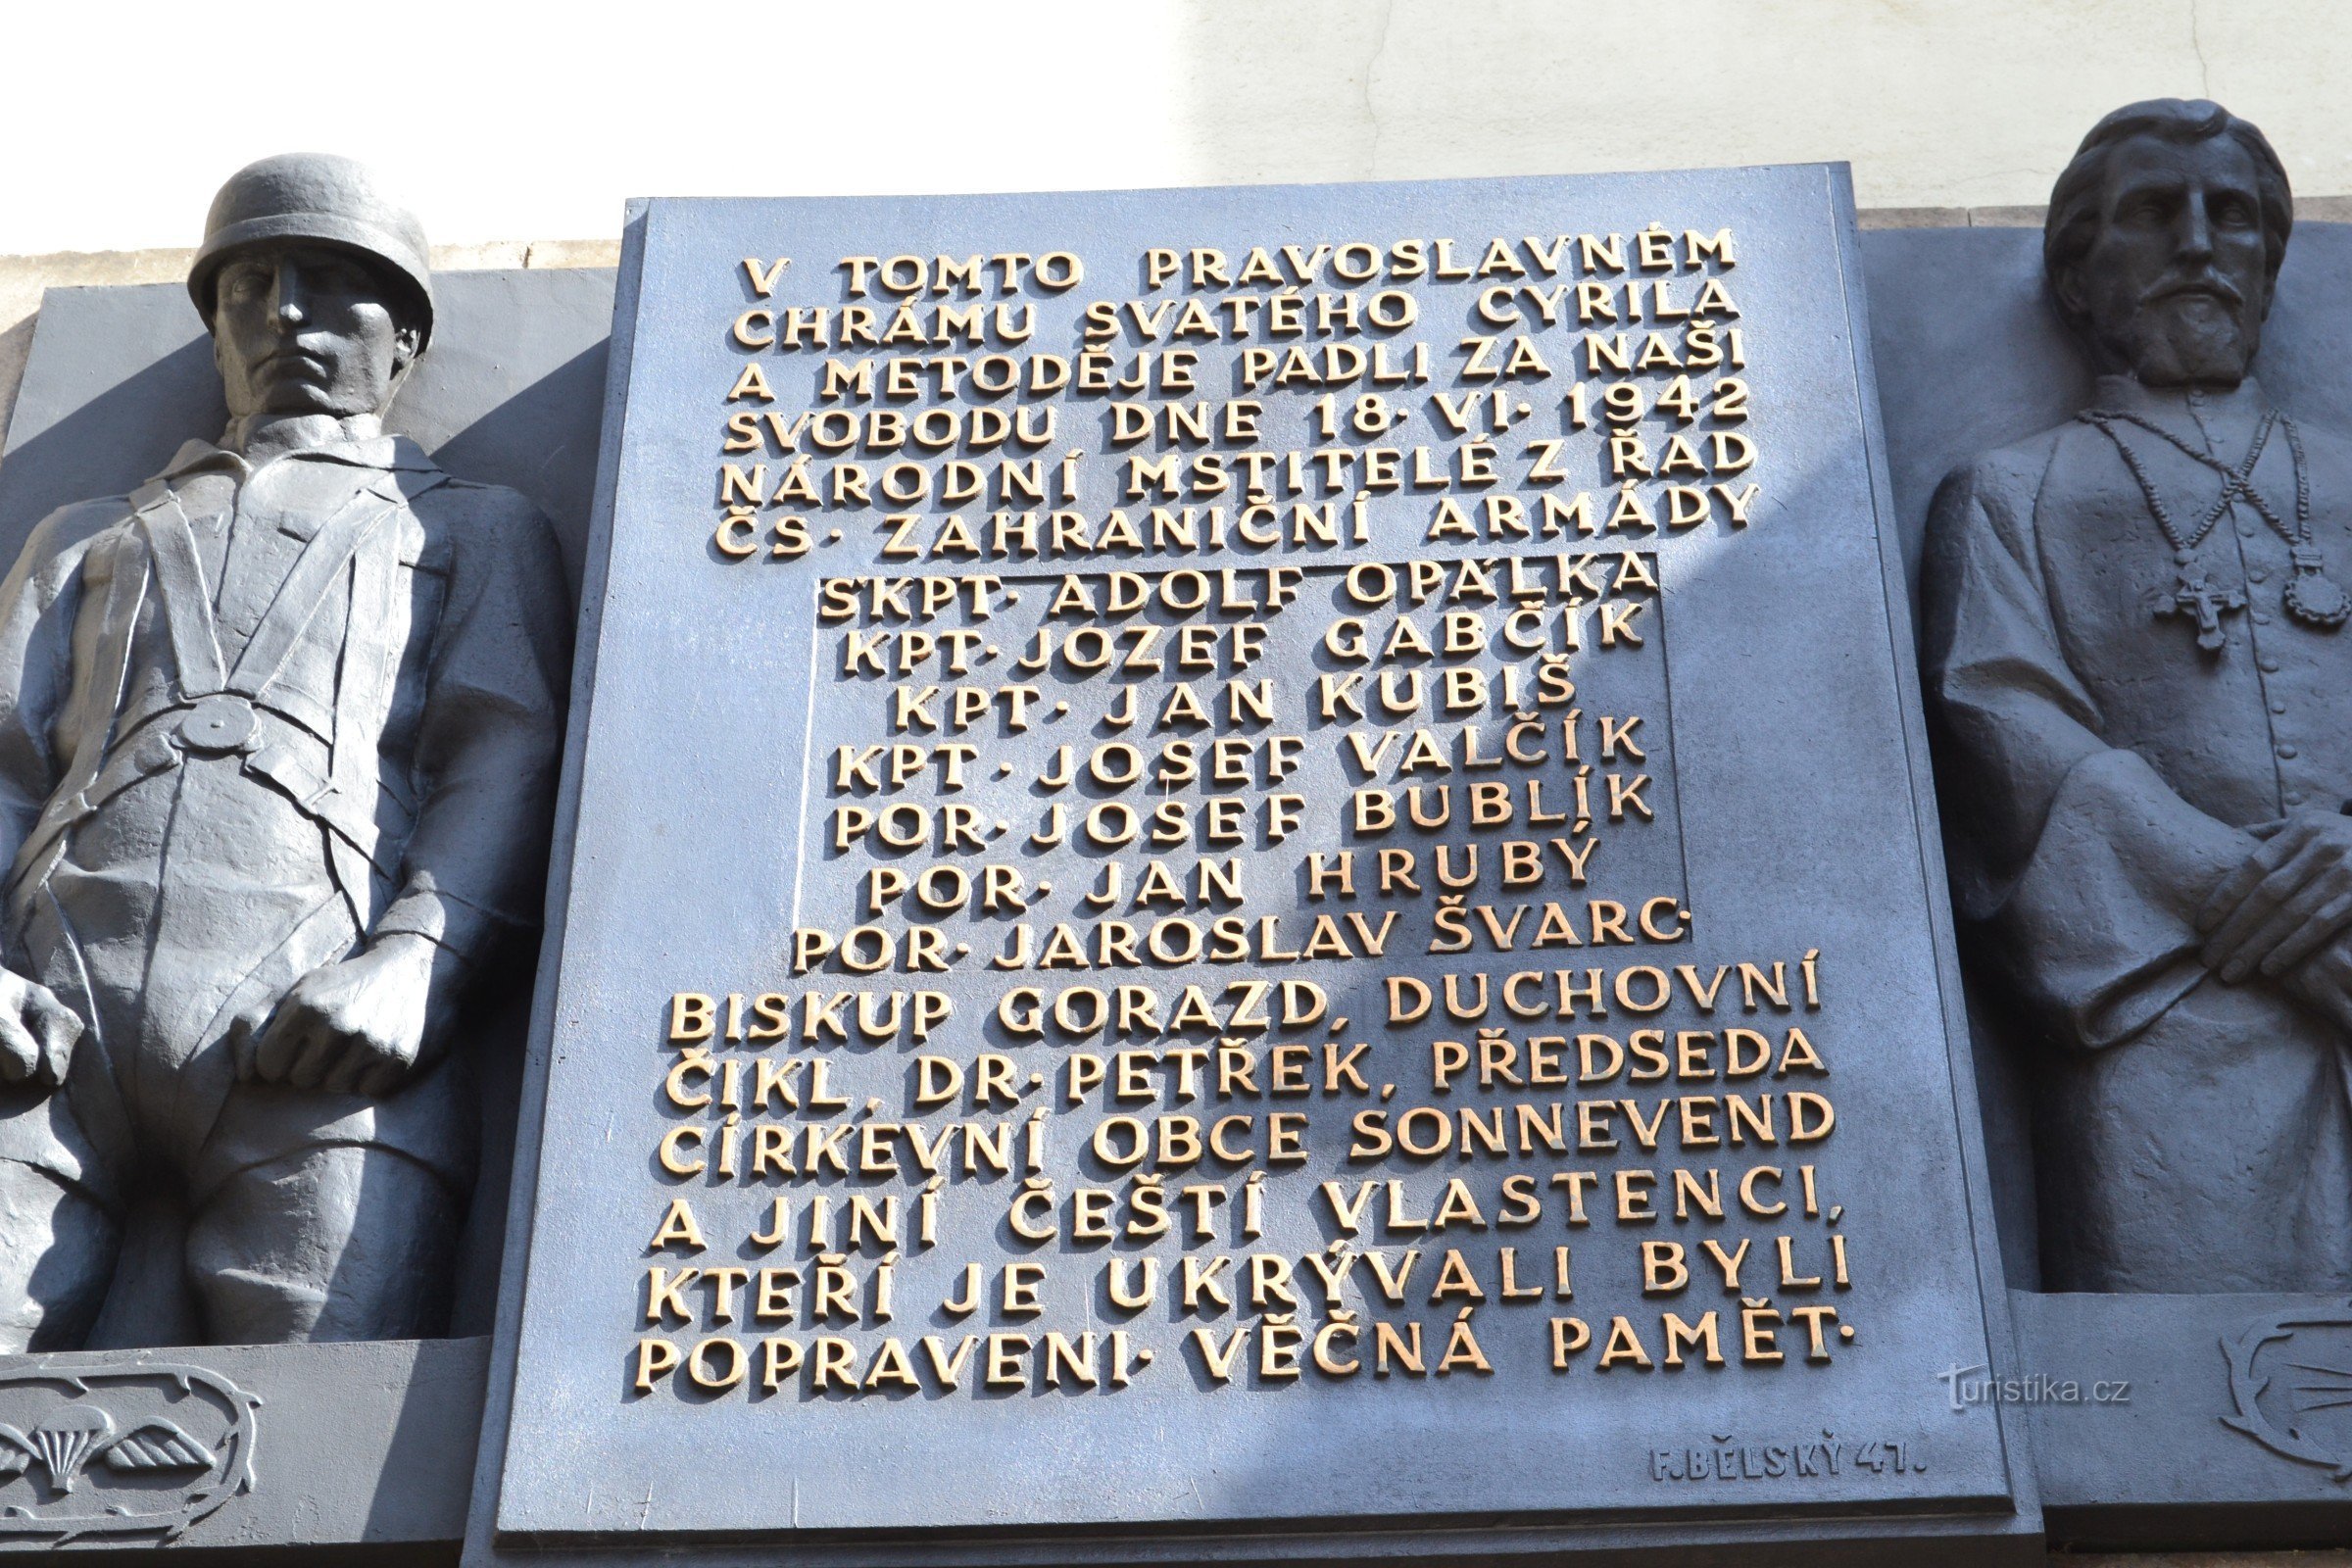 V TOMTO PRAVOSLAVNÉM
CHRÁMU SVATÉHO CYRILA
A METODĚJE PADLI ZA NAŠI
SVOBODU DNE 18. VI. 1942
NÁRODNÍ MSTITELÉ Z ŘAD
ČS. ZAHRANIČNÍ ARMÁDY
ŠKPT. ADOLF OPÁLKA
KPT. JOZEF GABČÍK
KPT. JAN KUBIŠ
KPT. JOSEF VALČÍK
POR. JOSEF BUBLÍK
POR. JAN HRUBÝ
POR. JAROSLAV ŠVARC.
BISKUP GORAZD, DUCHOVNÍ
ČIKL, DR. PETŘEK, PŘEDSEDA
CÍRKEVNÍ OBCE SONNEVEND
A JINÍ ČEŠTÍ VLASTENCI,
KTEŘÍ JE UKRÝVALI BYLI
POPRAVENI. VĚČNÁ PAMĚT.
F. BĚLSKÝ 47.
Turistika.cz